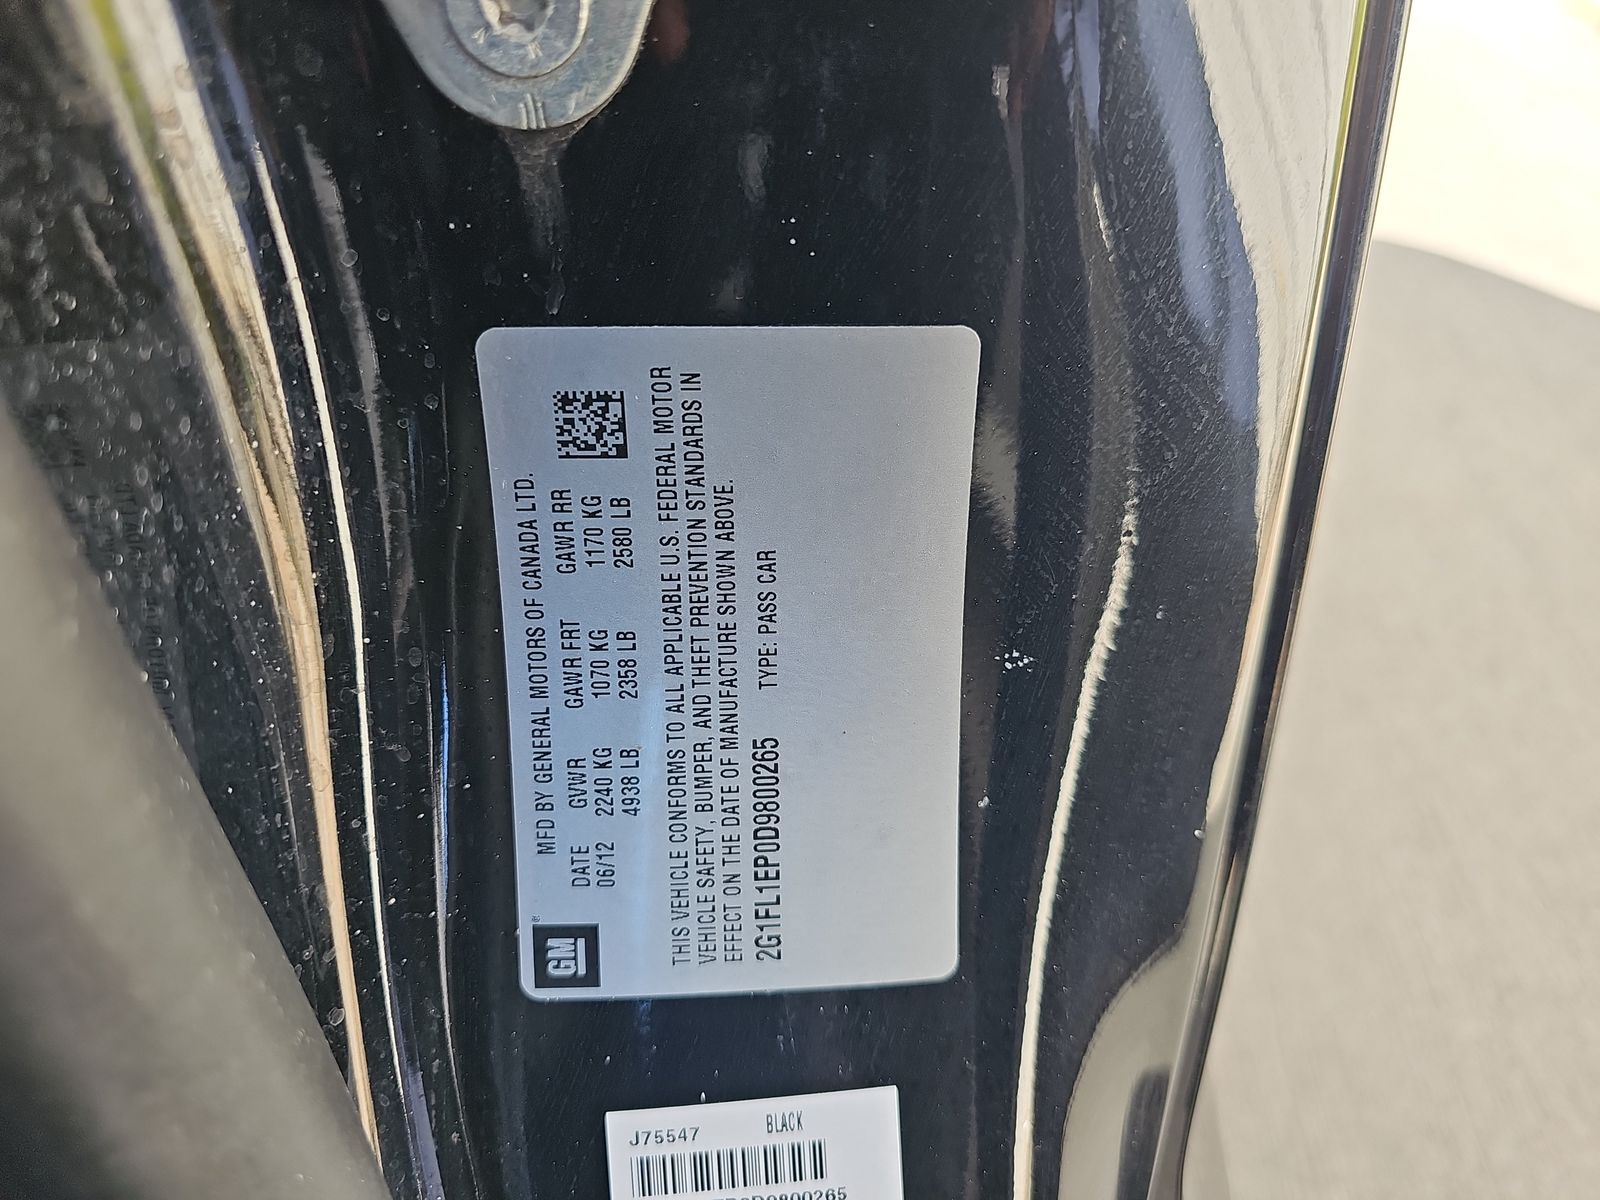 GM
®
MFD BY GENERAL MOTORS OF CANADA LTD.
DATE GVWR GAWR FRT GAWR RR
06/12 2240 KG 1070 KG 1170 KG
4938 LB 2358 LB 2580 LB
THIS VEHICLE CONFORMS TO ALL APPLICABLE U.S. FEDERAL MOTOR
VEHICLE SAFETY, BUMPER, AND THEFT PREVENTION STANDARDS IN
EFFECT ON THE DATE OF MANUFACTURE SHOWN ABOVE.
2G1FL1EP0D9800265 TYPE: PASS CAR
J75547 BLACK